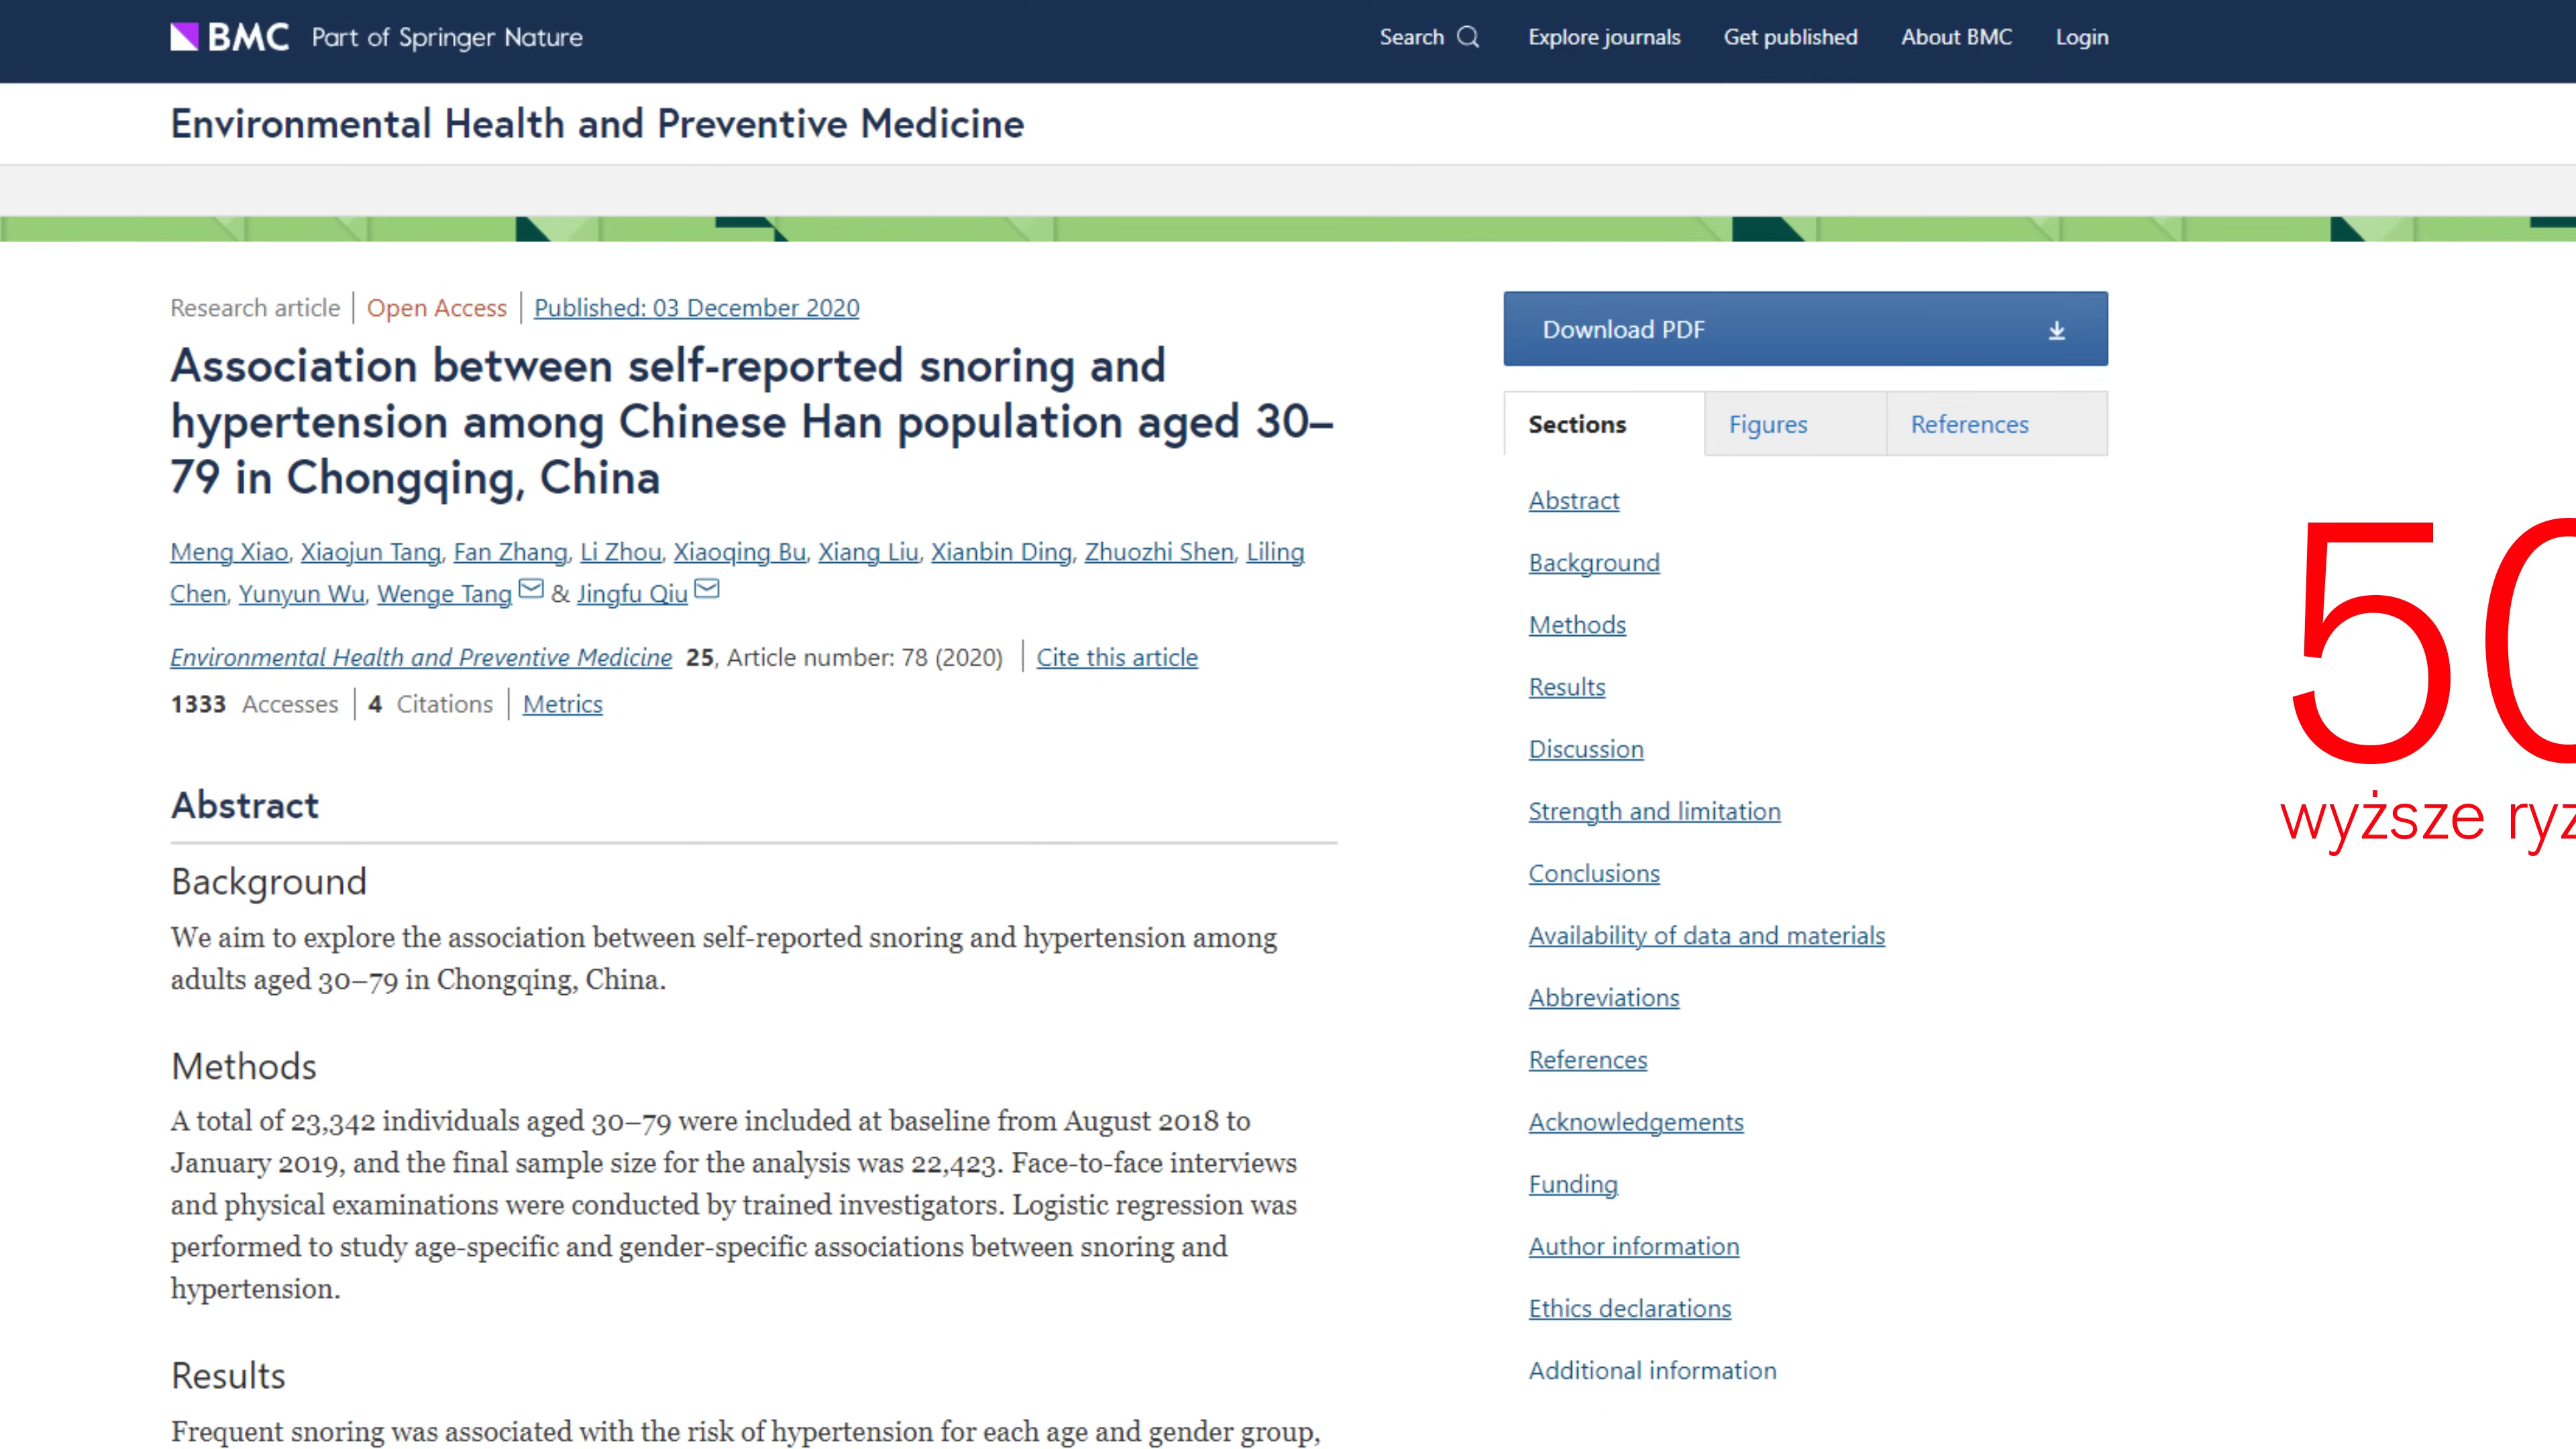 BMC Part of Springer Nature
Search Explore journals Get published About BMC Login
Environmental Health and Preventive Medicine
Research article Open Access Published: 03 December 2020
Association between self-reported snoring and
hypertension among Chinese Han population aged 30–
79 in Chongqing, China
Meng Xiao, Xiaojun Tang, Fan Zhang, Li Zhou, Xiaoqing Bu, Xiang Liu, Xianbin Ding, Zhuozhi Shen, Liling
Chen, Yunyun Wu, Wenge Tang & Jingfu Qiu
Environmental Health and Preventive Medicine 25, Article number: 78 (2020) Cite this article
1333 Accesses 4 Citations Metrics
Abstract
Background
We aim to explore the association between self-reported snoring and hypertension among
adults aged 30–79 in Chongqing, China.
Methods
A total of 23,342 individuals aged 30–79 were included at baseline from August 2018 to
January 2019, and the final sample size for the analysis was 22,423. Face-to-face interviews
and physical examinations were conducted by trained investigators. Logistic regression was
performed to study age-specific and gender-specific associations between snoring and
hypertension.
Results
Frequent snoring was associated with the risk of hypertension for each age and gender group,
Download PDF
Sections Figures References
Abstract
Background
Methods
Results
Discussion
Strength and limitation
Conclusions
Availability of data and materials
Abbreviations
References
Acknowledgements
Funding
Author information
Ethics declarations
Additional information
50
wyższe